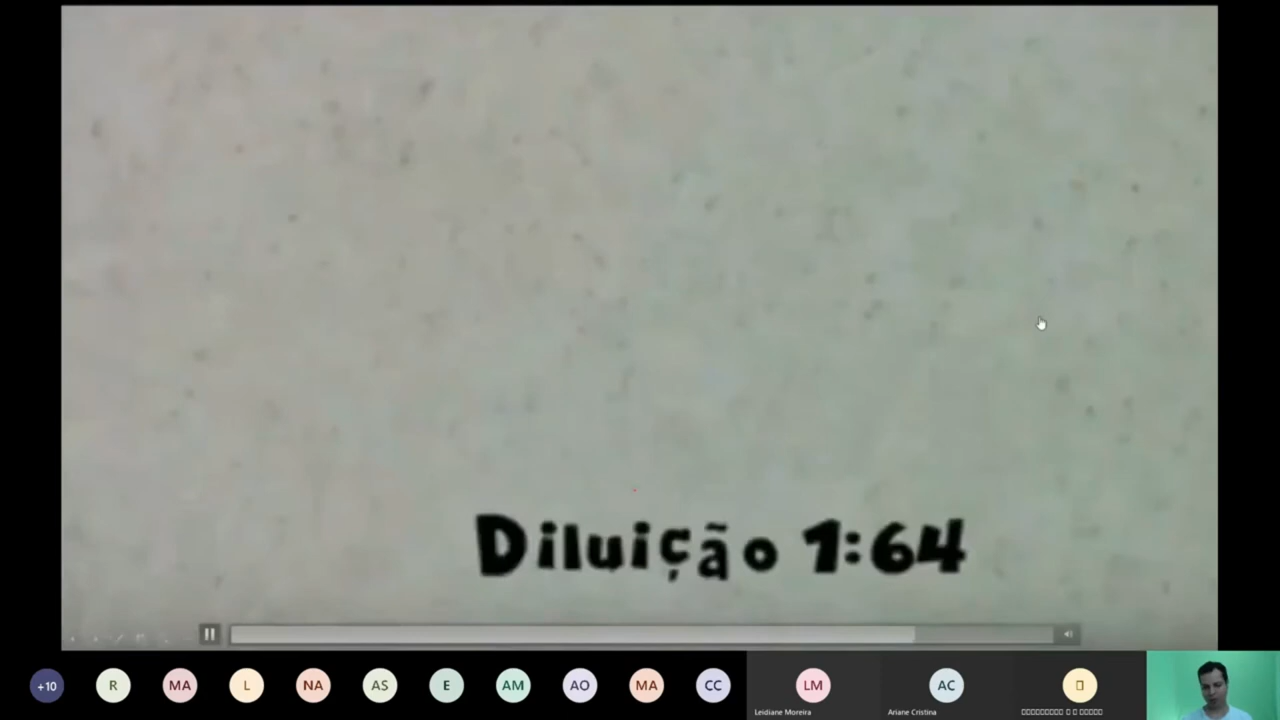 Diluição 1:64
+10
R
MA
L
NA
AS
E
AM
AO
MA
CC
LM
AC
Leidiane Moreira
Ariane Cristina